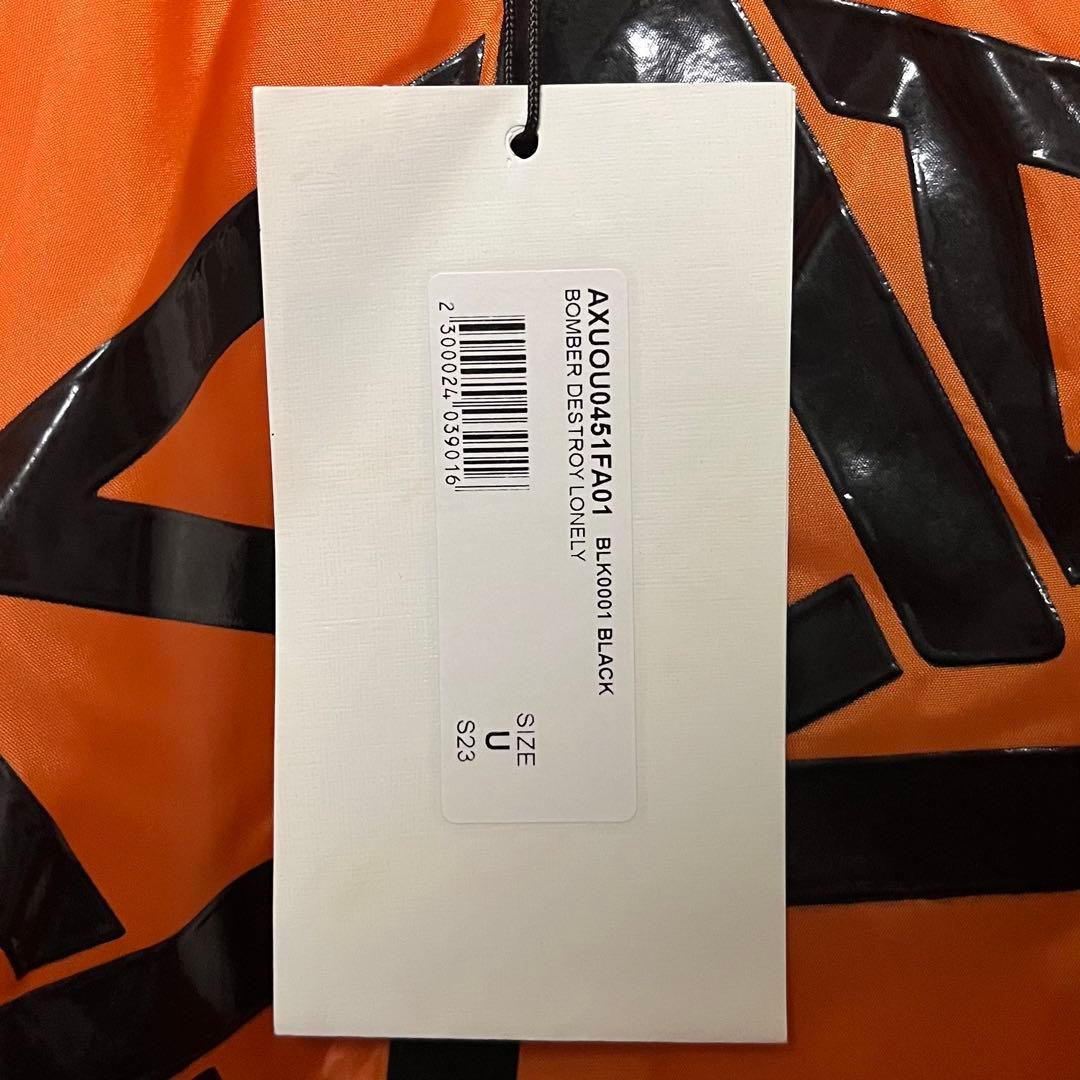 AXUOU0451FA01 BLK0001 BLACK
BOMBER DESTROY LONELY
2 300024 039016
SIZE
U
S23